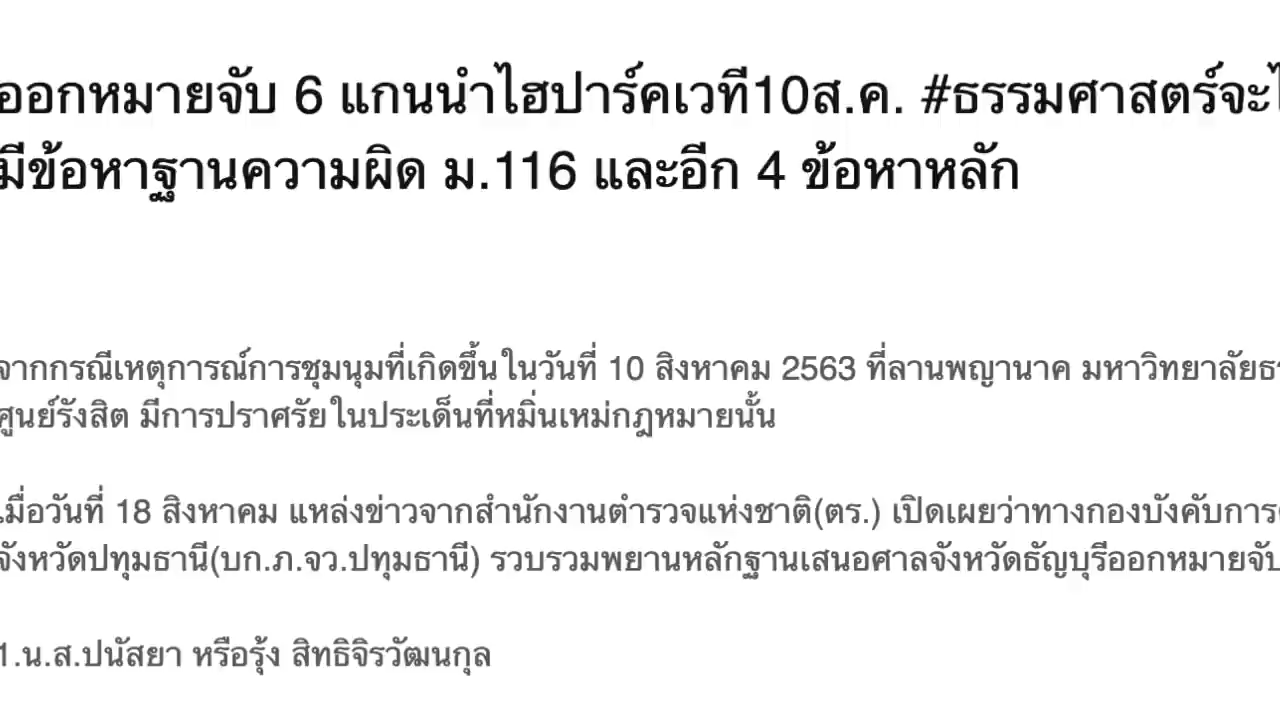 ออกหมายจับ 6 แกนนำไฮปาร์คเวที10ส.ค. #ธรรมศาสตร์จะไ
มีข้อหาฐานความผิด ม.116 และอีก 4 ข้อหาหลัก
จากกรณีเหตุการณ์การชุมนุมที่เกิดขึ้นในวันที่ 10 สิงหาคม 2563 ที่ลานพญานาค มหาวิทยาลัยธร
ศูนย์รังสิต มีการปราศรัยในประเด็นที่หมิ่นเหม่กฎหมายนั้น
เมื่อวันที่ 18 สิงหาคม แหล่งข่าวจากสำนักงานตำรวจแห่งชาติ(ตร.) เปิดเผยว่าทางกองบังคับการ
จังหวัดปทุมธานี(บก.ภ.จว.ปทุมธานี) รวบรวมพยานหลักฐานเสนอศาลจังหวัดธัญบุรีออกหมายจับ
1.น.ส.ปนัสยา หรือรุ้ง สิทธิจิรวัฒนกุล